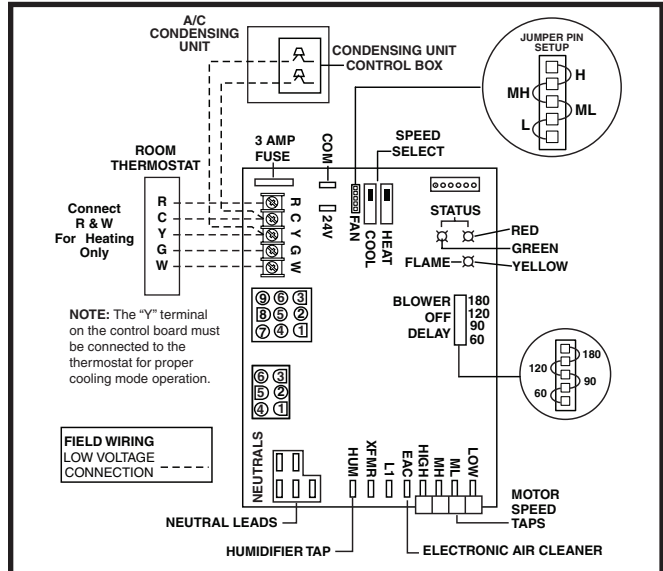 A/C
CONDENSING
UNIT
CONDENSING UNIT
CONTROL BOX
JUMPER PIN
SETUP
H
MH
ML
L
ROOM
THERMOSTAT
3 AMP
FUSE
COM
SPEED
SELECT
R
C
Y
G
W
Connect
R & W
For Heating
Only
R
C
Y
G
W
24V
FAN
COOL
HEAT
STATUS
RED
GREEN
FLAME
YELLOW
NOTE: The “Y” terminal
on the control board must
be connected to the
thermostat for proper
cooling mode operation.
9 6 3
8 5 2
7 4 1
6 3
5 2
4 1
BLOWER
OFF
DELAY
180
120
90
60
180
120
90
60
FIELD WIRING
LOW VOLTAGE
CONNECTION
NEUTRALS
HUM
XFMR
L1
EAC
HIGH
MH
ML
LOW
NEUTRAL LEADS
MOTOR
SPEED
TAPS
HUMIDIFIER TAP
ELECTRONIC AIR CLEANER